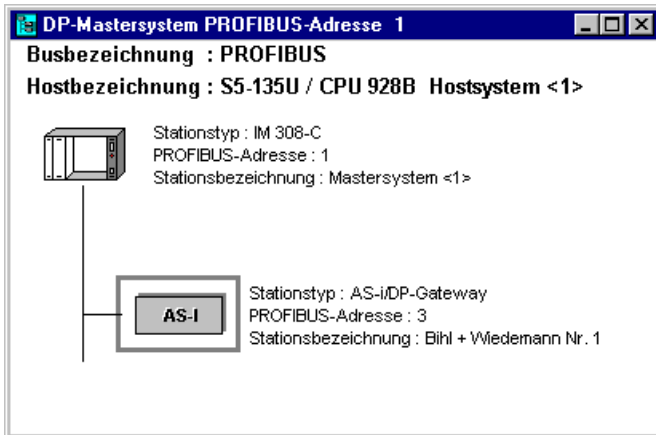 DP-Mastersystem PROFIBUS-Adresse 1
Busbezeichnung : PROFIBUS
Hostbezeichnung : S5-135U / CPU 928B Hostsystem <1>
Stationstyp : IM 308-C
PROFIBUS-Adresse : 1
Stationsbezeichnung : Mastersystem <1>
AS-I
Stationstyp : AS-i/DP-Gateway
PROFIBUS-Adresse : 3
Stationsbezeichnung : Bihl + Wiedemann Nr. 1